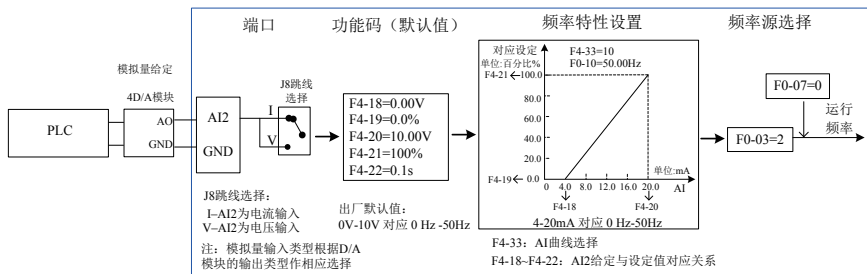 端口
功能码（默认值）
频率特性设置
频率源选择
模拟量给定
4D/A模块
PLC
AO
GND
AI2
GND
J8跳线
选择
I
V
F4-18=0.00V
F4-19=0.0%
F4-20=10.00V
F4-21=100%
F4-22=0.1s
对应设定
单位:百分比%
F4-33=10
F0-10=50.00Hz
F4-21
100.0
80.0
60.0
40.0
20.0
F4-19
0.0
0 4.0 8.0 12.0 16.0 20.0
单位:mA
AI
F4-18
F4-20
4-20mA 对应 0 Hz-50Hz
F0-07=0
F0-03=2
运行
频率
J8跳线选择：
I–AI2为电流输入
V–AI2为电压输入
注：模拟量输入类型根据D/A
模块的输出类型作相应选择
出厂默认值：
0V-10V 对应 0 Hz -50Hz
F4-33：AI曲线选择
F4-18~F4-22：AI2给定与设定值对应关系